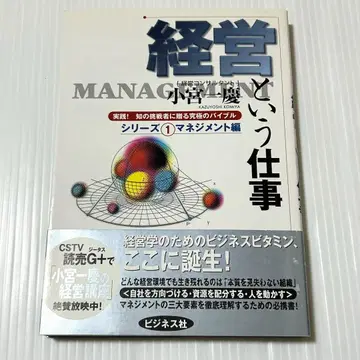 経営という仕事
MANAGEMENT
[経営コンサルタント]
小宮一慶
KAZUYOSHI KOMIYA
実践! 知の挑戦者に贈る究極のバイブル
シリーズ①マネジメント編
経営学のためのビジネスビタミン、
ここに誕生!
どんな経営環境でも生き残れるのは「本質を見失わない組織」
<自社を方向づける・資源を配分する・人を動かす>
マネジメントの三大要素を徹底理解するための必携書!
ビジネス社
CSTV ジータス
読売G+で
小宮一慶の
経営講座
絶賛放映中!